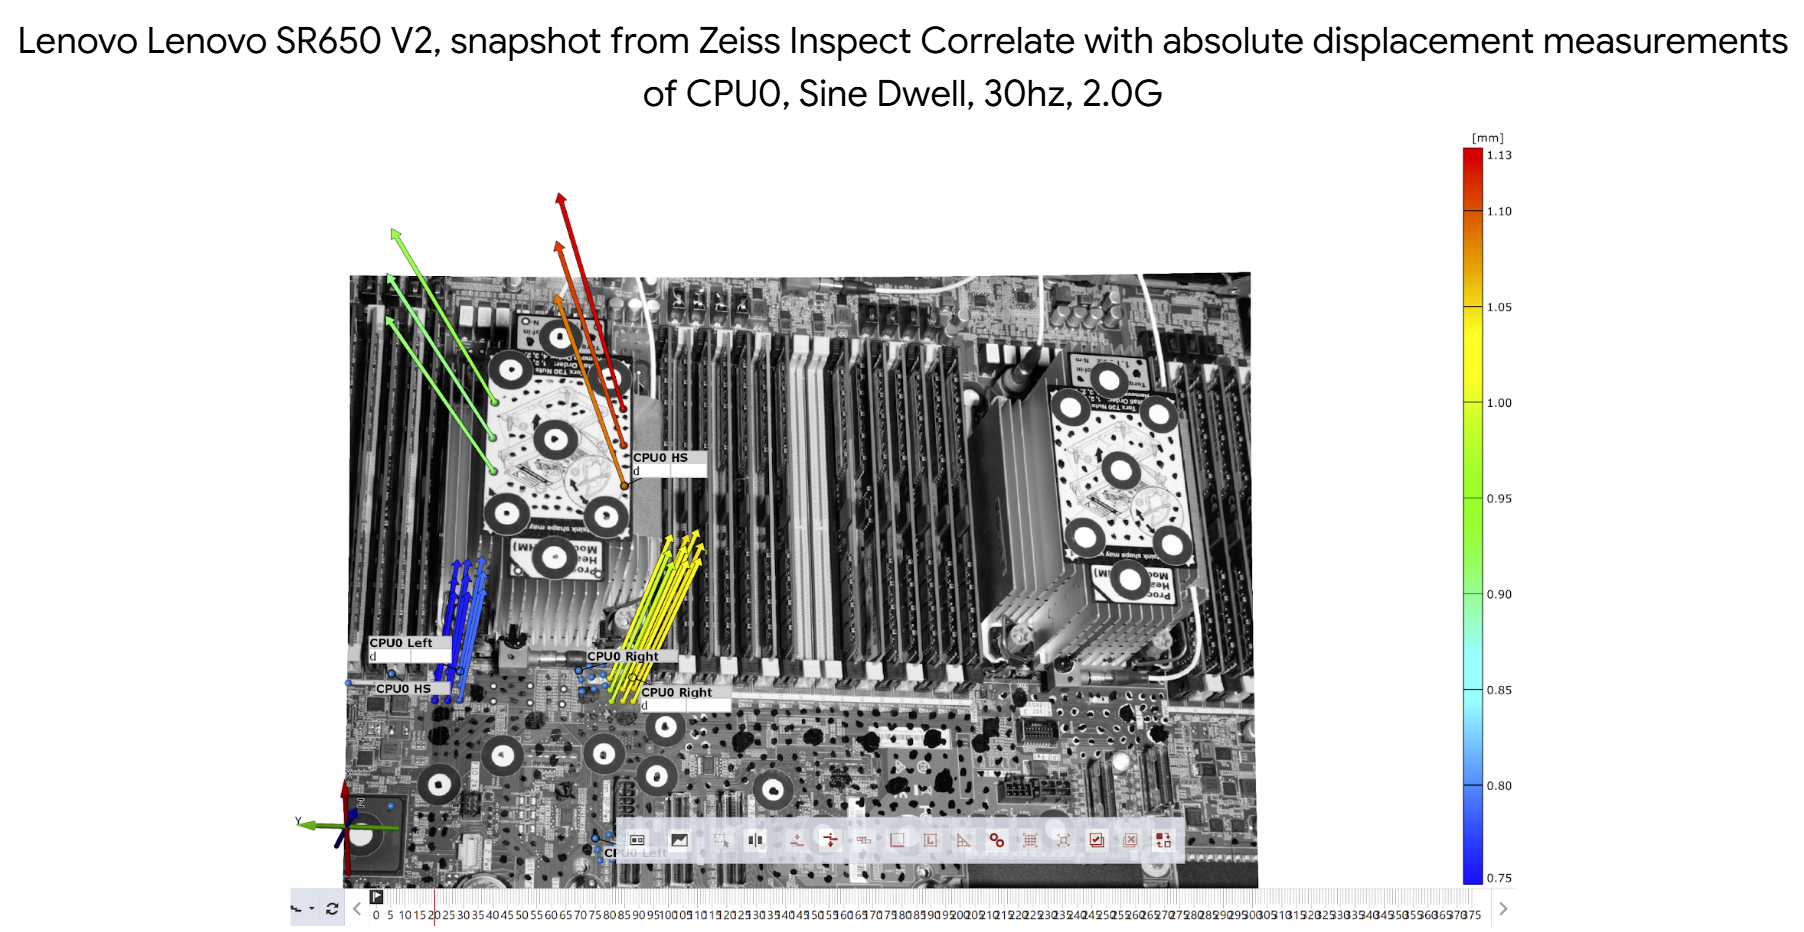 Lenovo Lenovo SR650 V2, snapshot from Zeiss Inspect Correlate with absolute displacement measurements
of CPU0, Sine Dwell, 30hz, 2.0G
[mm]
1.13
1.10
1.05
1.00
0.95
0.90
0.85
0.80
0.75
CPU0 HS
d
CPU0 Left
d
CPU0 HS
CPU0 Right
CPU0 Right
d
CPU0 Left
Y
Z
0 5 10 15 20 25 30 35 40 45 50 55 60 65 70 75 80 85 90 95 100 105 110 115 120 125 130 135 140 145 150 155 160 165 170 175 180 185 190 195 200 205 210 215 220 225 230 235 240 245 250 255 260 265 270 275 280 285 290 295 300 305 310 315 320 325 330 335 340 345 350 355 360 365 370 375